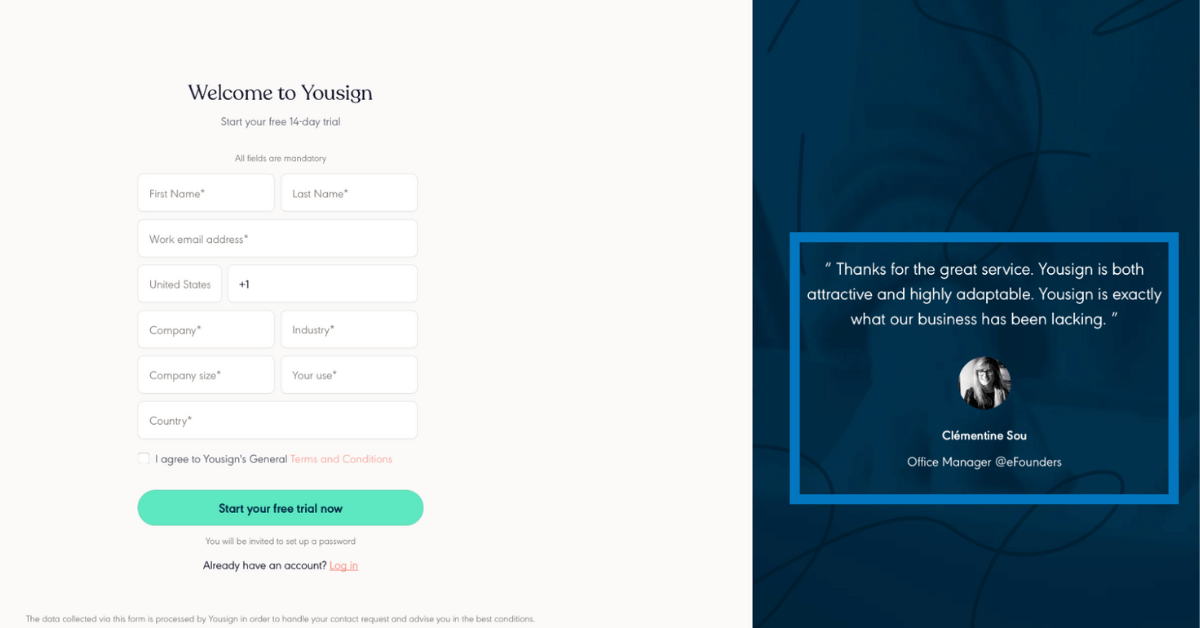 Welcome to Yousign
Start your free 14-day trial
All fields are mandatory
First Name*
Last Name*
Work email address*
United States
+1
Company*
Industry*
Company size*
Your use*
Country*
I agree to Yousign's General Terms and Conditions
Start your free trial now
You will be invited to set up a password
Already have an account? Log in
The data collected via this form is processed by Yousign in order to handle your contact request and advise you in the best conditions.
“ Thanks for the great service. Yousign is both
attractive and highly adaptable. Yousign is exactly
what our business has been lacking. ”
Clémentine Sou
Office Manager @eFounders